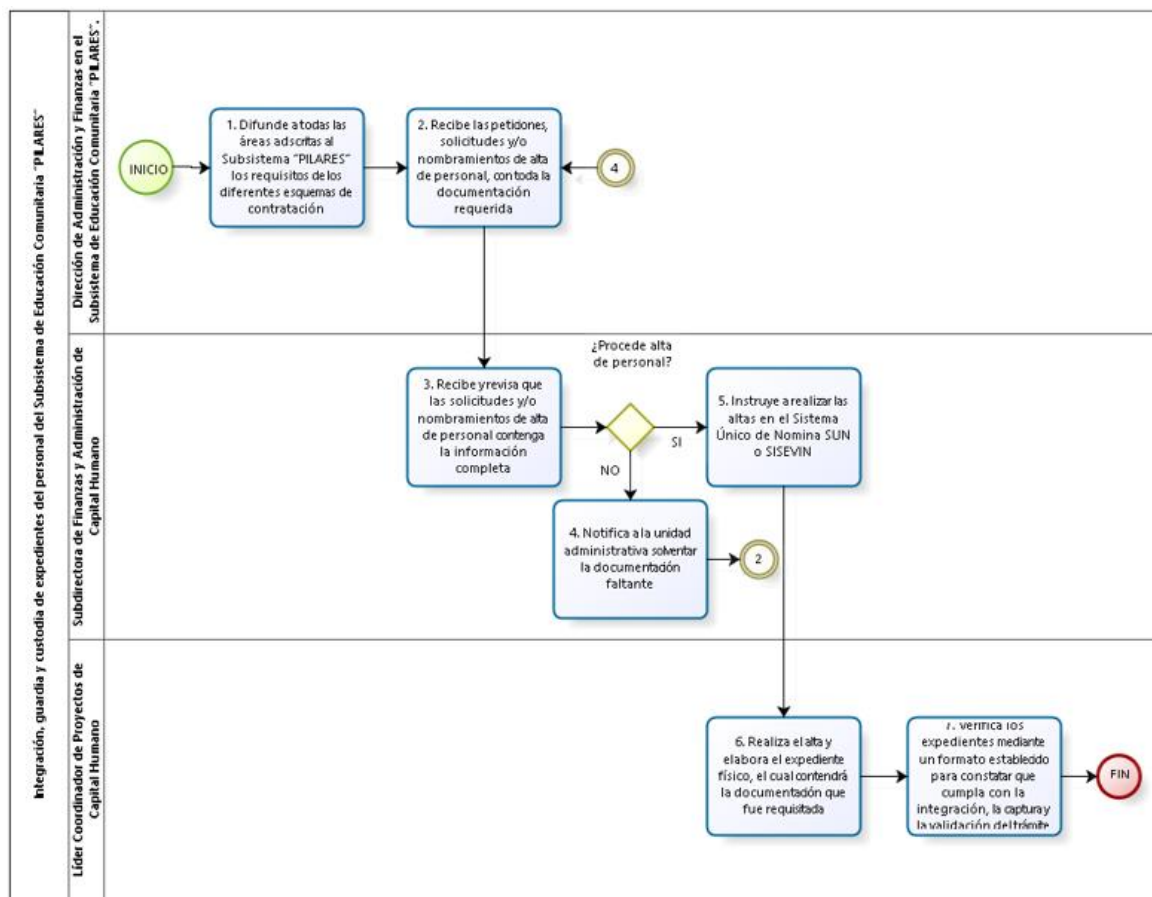 Integración, guardia y custodia de expedientes del personal del Subsistema de Educación Comunitaria "PILARES"
Dirección de Administración y Finanzas en el
Subsistema de Educación Comunitaria "PILARES".
INICIO
1. Difunde a todas las
áreas adscritas al
Subsistema "PILARES"
los requisitos de los
diferentes esquemas de
contratación
2. Recibe las peticiones,
solicitudes y/o
nombramientos de alta
de personal, con toda la
documentación
requerida
4
Subdirectora de Finanzas y Administración de
Capital Humano
3. Recibe y revisa que
las solicitudes y/o
nombramientos de alta
de personal contenga
la información
completa
¿Procede alta
de personal?
SI
NO
5. Instruye a realizar las
altas en el Sistema
Único de Nomina SUN
o SISEVIN
4. Notifica a la unidad
administrativa solventar
la documentación
faltante
2
Líder Coordinador de Proyectos de
Capital Humano
6. Realiza el alta y
elabora el expediente
físico, el cual contendrá
la documentación que
fue requisitada
7. Verifica los
expedientes mediante
un formato establecido
para constatar que
cumpla con la
integración, la captura y
la validación del trámite
FIN